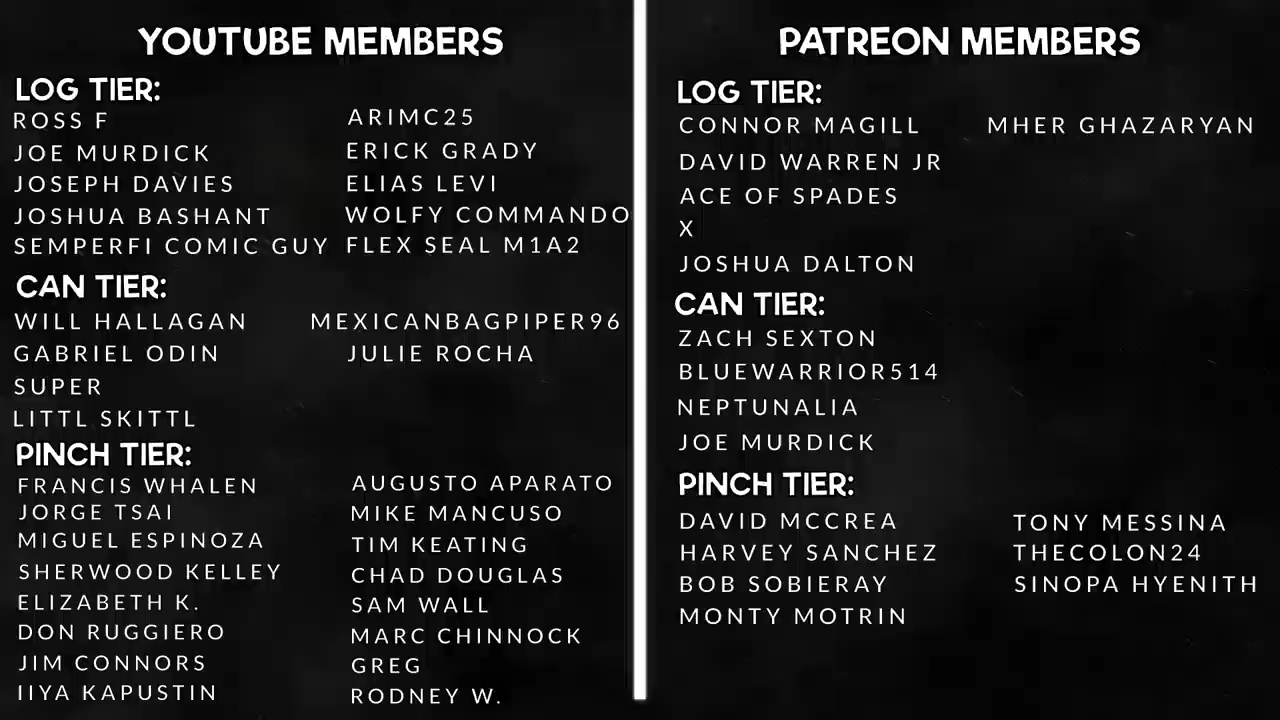 YOUTUBE MEMBERS
LOG TIER:
ROSS F
JOE MURDICK
JOSEPH DAVIES
JOSHUA BASHANT
SEMPERFI COMIC GUY
ARIMC25
ERICK GRADY
ELIAS LEVI
WOLFY COMMANDO
FLEX SEAL M1A2
CAN TIER:
WILL HALLAGAN
GABRIEL ODIN
SUPER
LITTL SKITTL
MEXICANBAGPIPER96
JULIE ROCHA
PINCH TIER:
FRANCIS WHALEN
JORGE TSAI
MIGUEL ESPINOZA
SHERWOOD KELLEY
ELIZABETH K.
DON RUGGIERO
JIM CONNORS
IIYA KAPUSTIN
AUGUSTO APARATO
MIKE MANCUSO
TIM KEATING
CHAD DOUGLAS
SAM WALL
MARC CHINNOCK
GREG
RODNEY W.
PATREON MEMBERS
LOG TIER:
CONNOR MAGILL
DAVID WARREN JR
ACE OF SPADES
X
JOSHUA DALTON
MHER GHAZARYAN
CAN TIER:
ZACH SEXTON
BLUEWARRIOR514
NEPTUNALIA
JOE MURDICK
PINCH TIER:
DAVID MCCREA
HARVEY SANCHEZ
BOB SOBIERAY
MONTY MOTRIN
TONY MESSINA
THECOLON24
SINOPA HYENITH